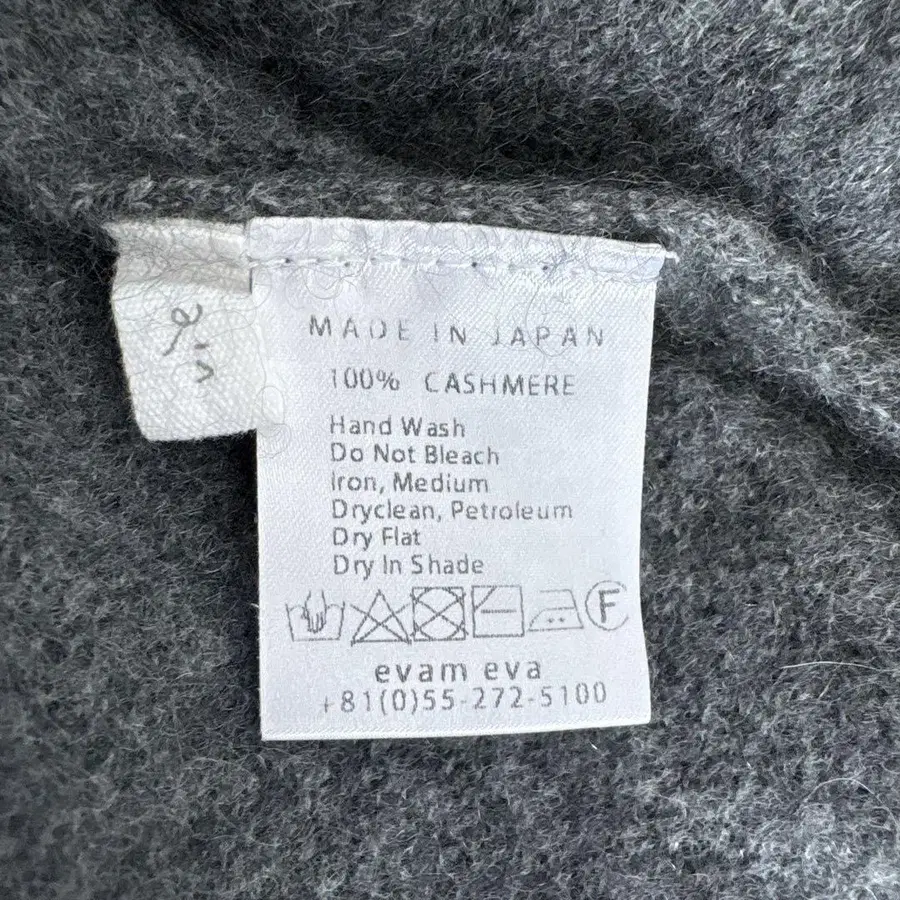 MADE IN JAPAN
100% CASHMERE
Hand Wash
Do Not Bleach
Iron, Medium
Dryclean, Petroleum
Dry Flat
Dry In Shade
F
evam eva
+81(0)55-272-5100